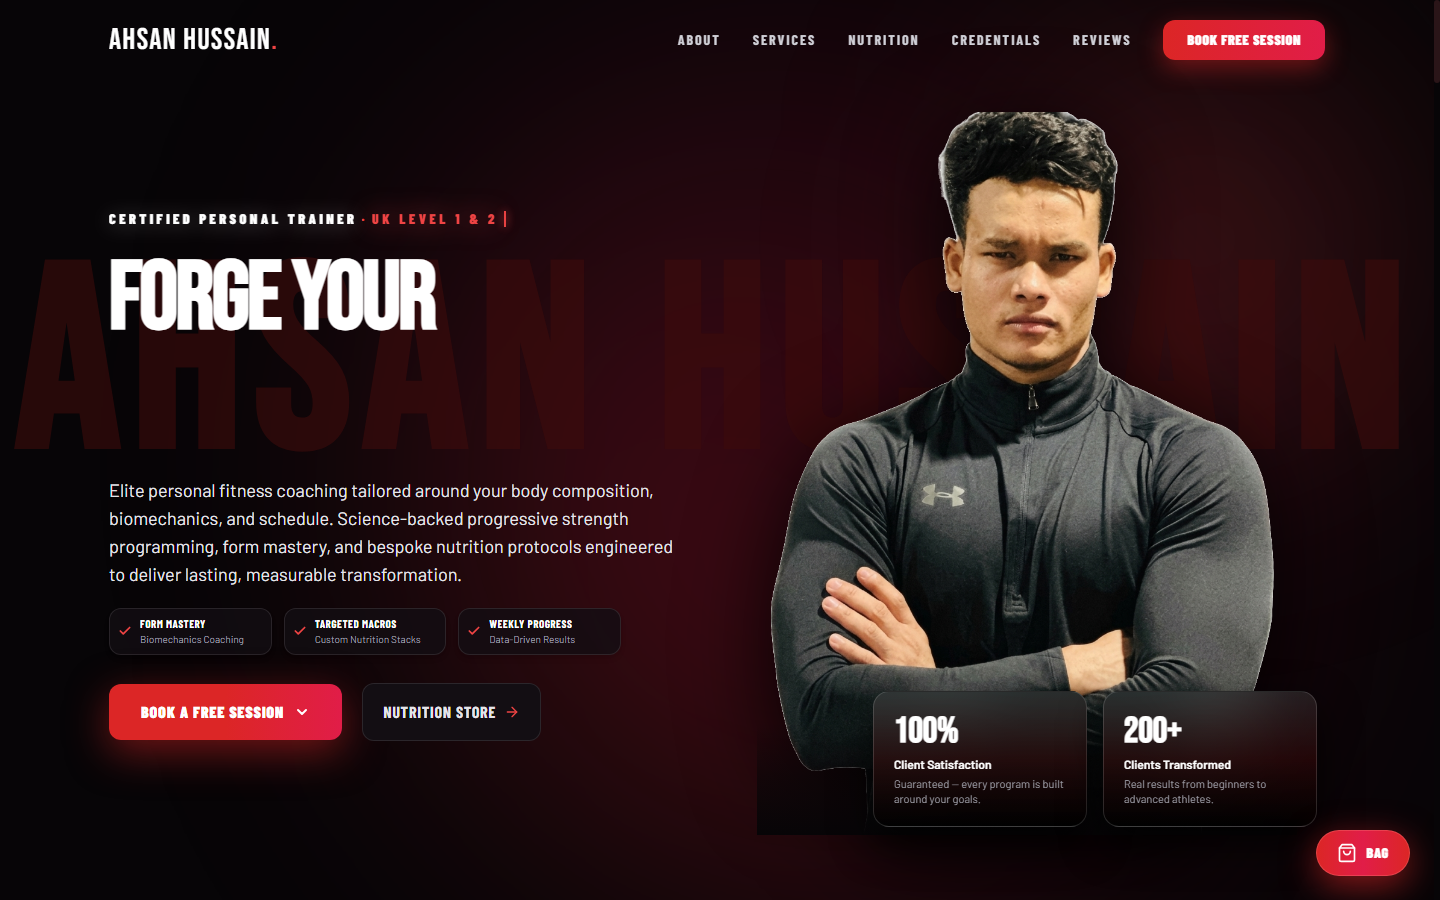 AHSAN HUSSAIN.
ABOUT
SERVICES
NUTRITION
CREDENTIALS
REVIEWS
BOOK FREE SESSION
CERTIFIED PERSONAL TRAINER · UK LEVEL 1 & 2
AHSAN HUSSAIN
FORGE YOUR
Elite personal fitness coaching tailored around your body composition,
biomechanics, and schedule. Science-backed progressive strength
programming, form mastery, and bespoke nutrition protocols engineered
to deliver lasting, measurable transformation.
FORM MASTERY
Biomechanics Coaching
TARGETED MACROS
Custom Nutrition Stacks
WEEKLY PROGRESS
Data-Driven Results
BOOK A FREE SESSION
NUTRITION STORE
100%
Client Satisfaction
Guaranteed — every program is built
around your goals.
200+
Clients Transformed
Real results from beginners to
advanced athletes.
BAG